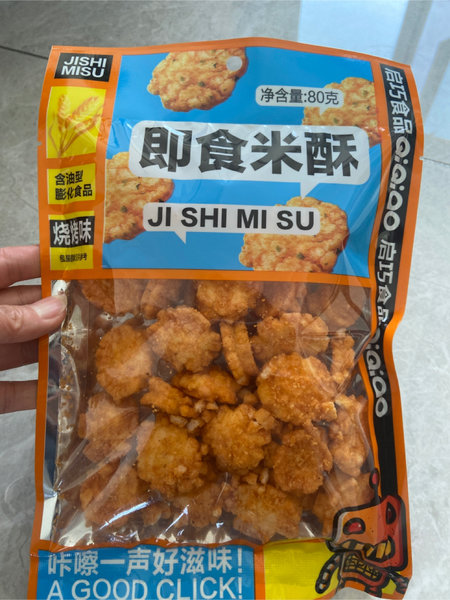 JISHI
MISU
净含量:80克
即食米酥
JI SHI MI SU
含油型
膨化食品
烧烤味
启巧食品 QiQiao 启巧食品 QiQiao
咔嚓一声好滋味!
A GOOD CLICK!